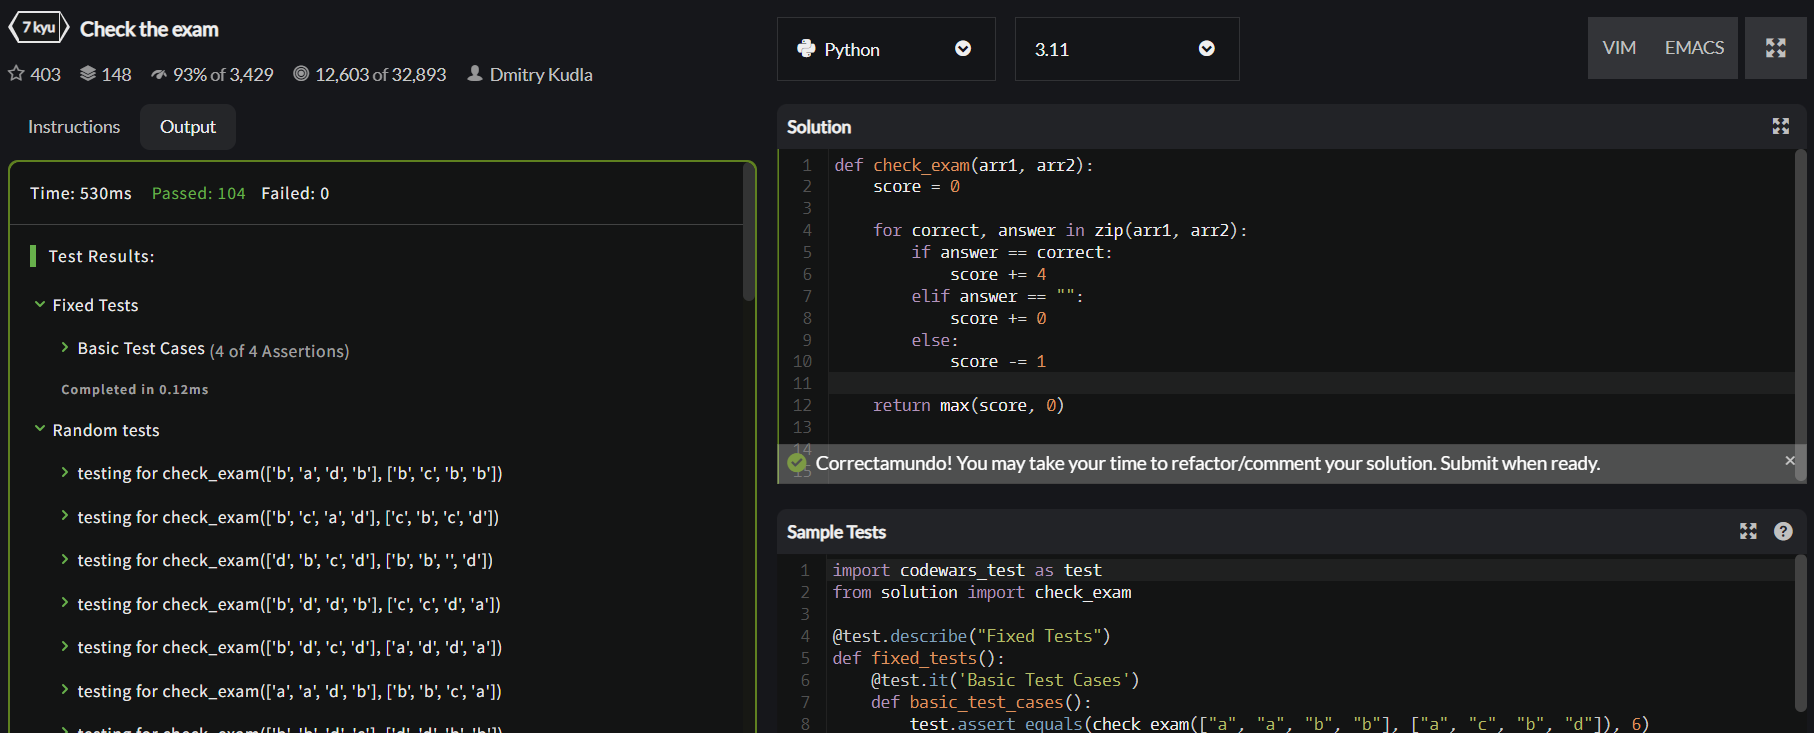 7 kyu Check the exam
403 148 93% of 3,429 12,603 of 32,893 Dmitry Kudla
Instructions Output
Time: 530ms Passed: 104 Failed: 0
Test Results:
Fixed Tests
Basic Test Cases (4 of 4 Assertions)
Completed in 0.12ms
Random tests
testing for check_exam(['b', 'a', 'd', 'b'], ['b', 'c', 'b', 'b'])
testing for check_exam(['b', 'c', 'a', 'd'], ['c', 'b', 'c', 'd'])
testing for check_exam(['d', 'b', 'c', 'd'], ['b', 'b', '', 'd'])
testing for check_exam(['b', 'd', 'd', 'b'], ['c', 'c', 'd', 'a'])
testing for check_exam(['b', 'd', 'c', 'd'], ['a', 'd', 'd', 'a'])
testing for check_exam(['a', 'a', 'd', 'b'], ['b', 'b', 'c', 'a'])
Python 3.11 VIM EMACS
Solution
1 def check_exam(arr1, arr2):
2 score = 0
3
4 for correct, answer in zip(arr1, arr2):
5 if answer == correct:
6 score += 4
7 elif answer == "":
8 score += 0
9 else:
10 score -= 1
11
12 return max(score, 0)
13
14
15
Correctamundo! You may take your time to refactor/comment your solution. Submit when ready. ×
Sample Tests ?
1 import codewars_test as test
2 from solution import check_exam
3
4 @test.describe("Fixed Tests")
5 def fixed_tests():
6 @test.it('Basic Test Cases')
7 def basic_test_cases():
8 test.assert_equals(check_exam(["a", "a", "b", "b"], ["a", "c", "b", "d"]), 6)